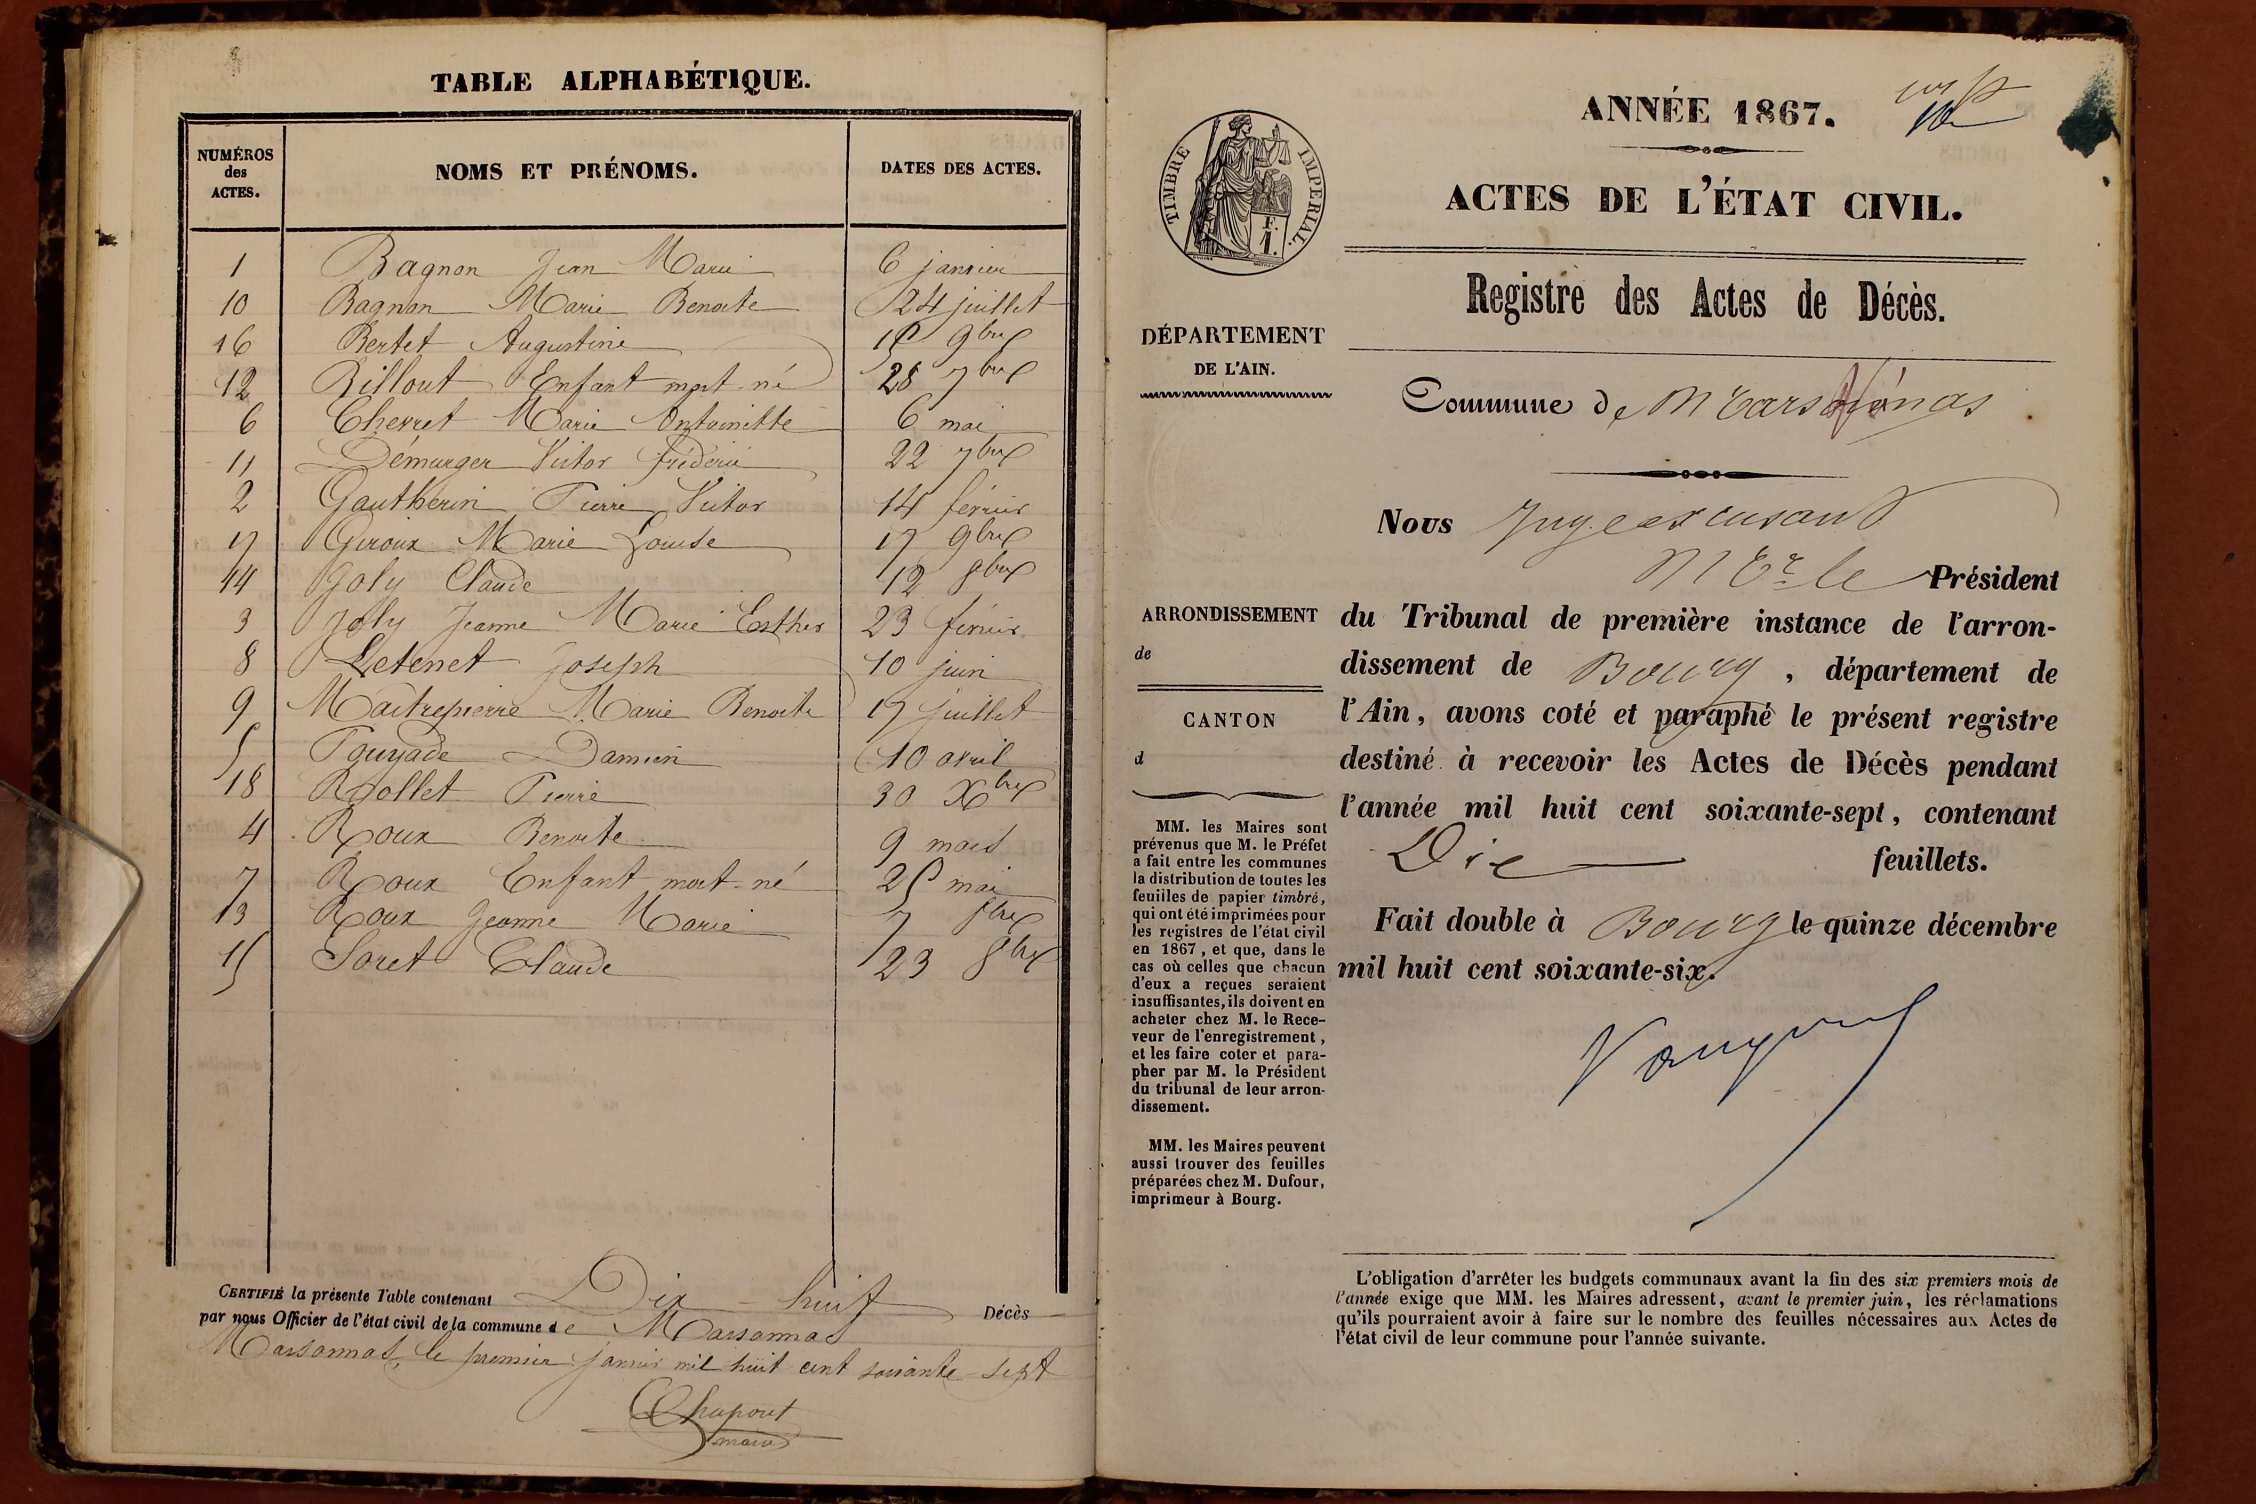 TABLE ALPHABÉTIQUE.
NUMÉROS des ACTES. NOMS ET PRÉNOMS. DATES DES ACTES.
1 Bagnon Jean Marie 6 janvier
10 Bagnon Marie Benoite 24 juillet
16 Bertet Augustine 15 9bre
12 Billout Enfant mort-né 28 7bre
6 Chevret Marie Antoinette 6 mai
11 Démurger Victor Frédéric 22 7bre
2 Gautherin Pierre Victor 14 février
17 Giroux Marie Louise 17 9bre
14 Joly Claude 12 8bre
3 Joly Jeanne Marie Esther 23 février
8 Letenet Joseph 10 juin
9 Maîtrepierre Marie Benoite 17 juillet
5 Pouyade Damien 10 avril
18 Rollet Pierre 30 Xbre
4 Roux Benoite 9 mars
7 Roux Enfant mort-né 25 mai
13 Roux Jeanne Marie 7 8bre
15 Soret Claude 23 8bre
CERTIFIÉ la présente Table contenant Dix-huit Décès
par nous Officier de l'état civil de la commune de Marsonnas
Marsonnas, le premier janvier mil huit cent soixante-sept
Chapout
maire
ANNÉE 1867.
TIMBRE IMPERIAL.
F.
1.
ACTES DE L'ÉTAT CIVIL.
Registre des Actes de Décès.
DÉPARTEMENT
DE L'AIN.
Commune de Marsonnas
Nous Juge excusant
Mr le Président
ARRONDISSEMENT
de
CANTON
d
du Tribunal de première instance de l'arron-
dissement de Bourg, département de
l'Ain, avons coté et paraphé le présent registre
destiné à recevoir les Actes de Décès pendant
l'année mil huit cent soixante-sept, contenant
Dix feuillets.
Fait double à Bourg le quinze décembre
mil huit cent soixante-six.
MM. les Maires sont
prévenus que M. le Préfet
a fait entre les communes
la distribution de toutes les
feuilles de papier timbré,
qui ont été imprimées pour
les registres de l'état civil
en 1867, et que, dans le
cas où celles que chacun
d'eux a reçues seraient
insuffisantes, ils doivent en
acheter chez M. le Rece-
veur de l'enregistrement,
et les faire coter et para-
pher par M. le Président
du tribunal de leur arron-
dissement.
MM. les Maires peuvent
aussi trouver des feuilles
préparées chez M. Dufour,
imprimeur à Bourg.
L'obligation d'arrêter les budgets communaux avant la fin des six premiers mois de
l'année exige que MM. les Maires adressent, avant le premier juin, les réclamations
qu'ils pourraient avoir à faire sur le nombre des feuilles nécessaires aux Actes de
l'état civil de leur commune pour l'année suivante.